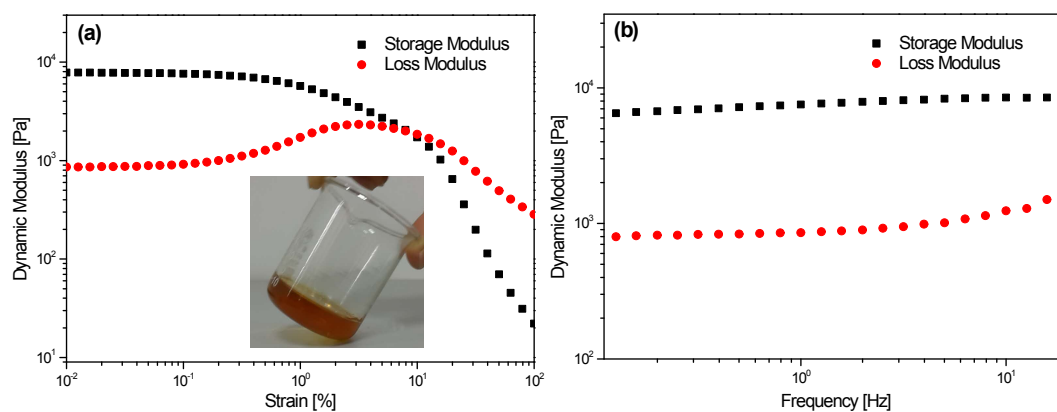 (a)
Storage Modulus
Loss Modulus
Dynamic Modulus [Pa]
10^4
10^3
10^2
10^1
10^-2
10^-1
10^0
10^1
10^2
Strain [%]
(b)
Storage Modulus
Loss Modulus
Dynamic Modulus [Pa]
10^4
10^3
10^2
10^0
10^1
Frequency [Hz]